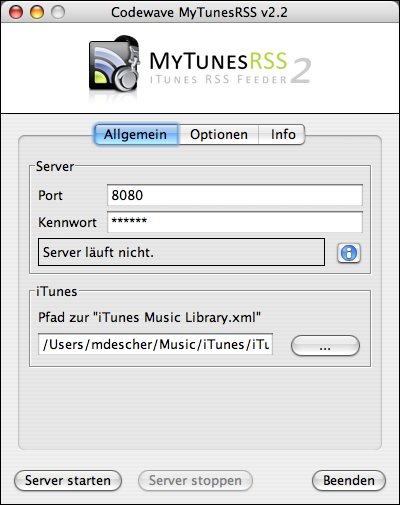 Codewave MyTunesRSS v2.2
MYTUNESRSS
ITUNES RSS FEEDER 2
Allgemein Optionen Info
Server
Port 8080
Kennwort ******
Server läuft nicht.
iTunes
Pfad zur "iTunes Music Library.xml"
/Users/mdescher/Music/iTunes/iTu ...
Server starten Server stoppen Beenden